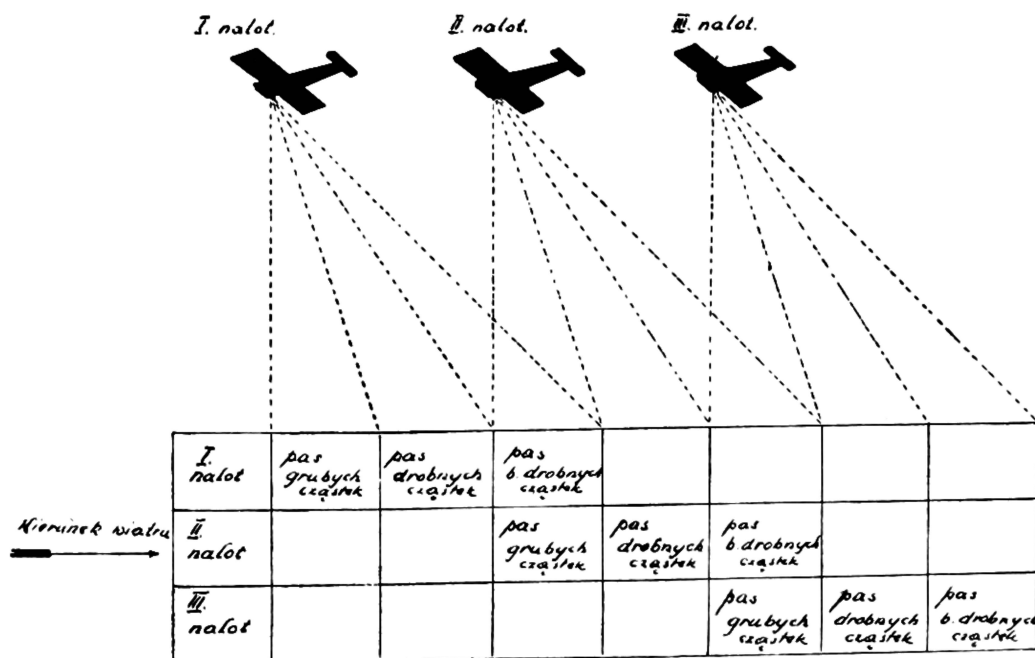 I. nalot.
II. nalot.
III. nalot.
I.
nalot
pas
grubych
cząstek
pas
drobnych
cząstek
pas
b. drobnych
cząstek
Kierunek wiatru
II.
nalot
pas
grubych
cząstek
pas
drobnych
cząstek
pas
b. drobnych
cząstek
III.
nalot
pas
grubych
cząstek
pas
drobnych
cząstek
pas
b. drobnych
cząstek